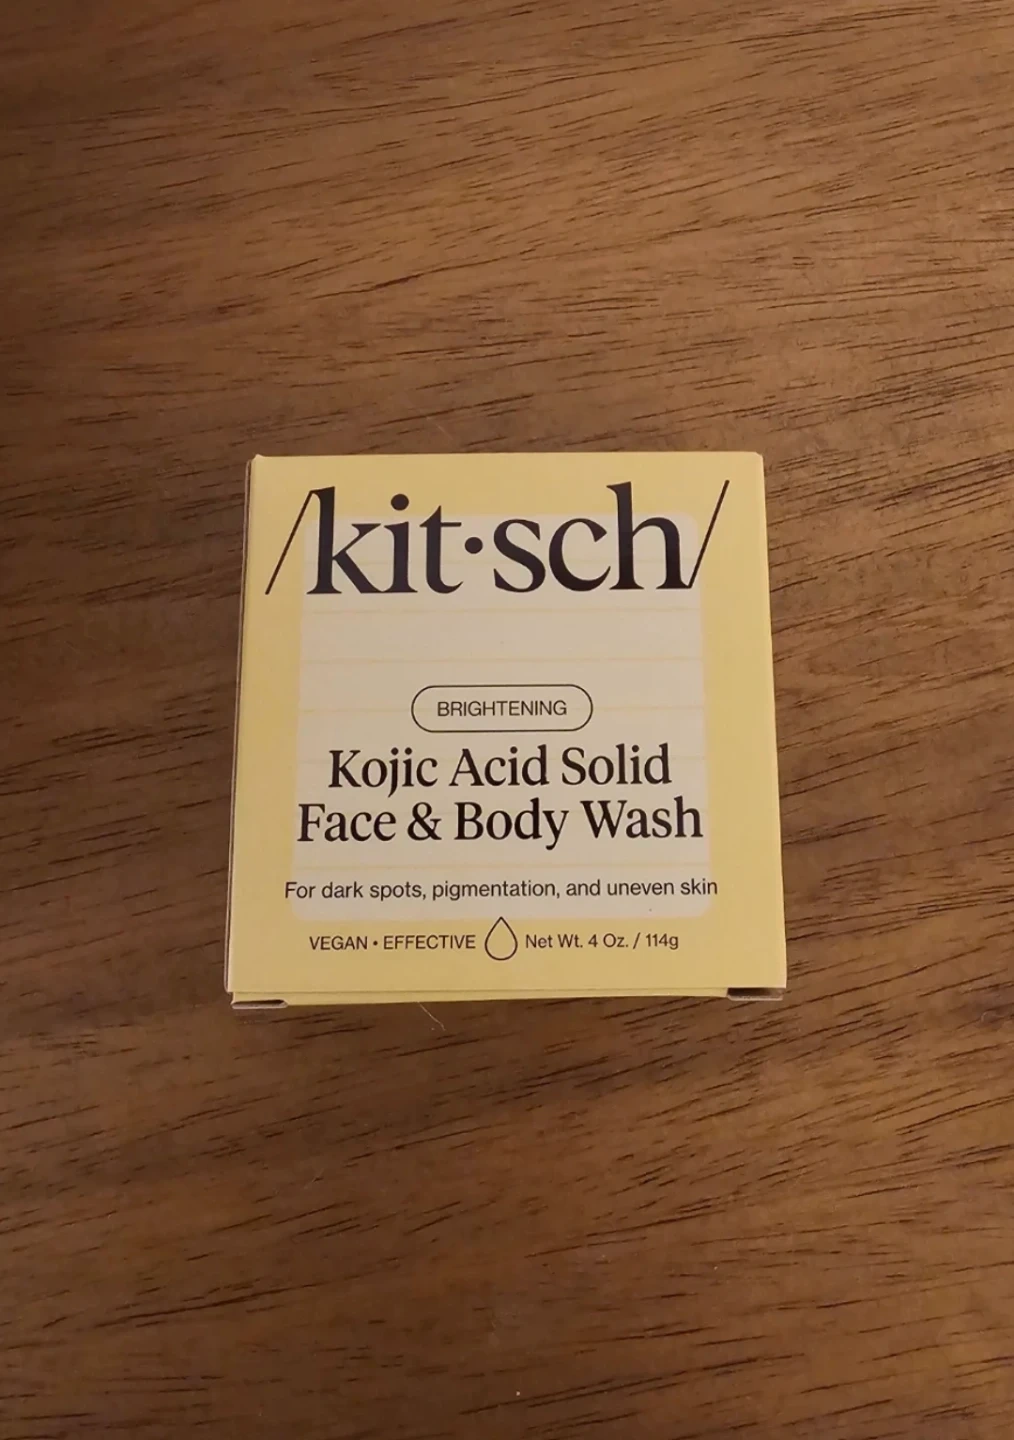 /kit·sch/
BRIGHTENING
Kojic Acid Solid
Face & Body Wash
For dark spots, pigmentation, and uneven skin
VEGAN • EFFECTIVE Net Wt. 4 Oz. / 114g